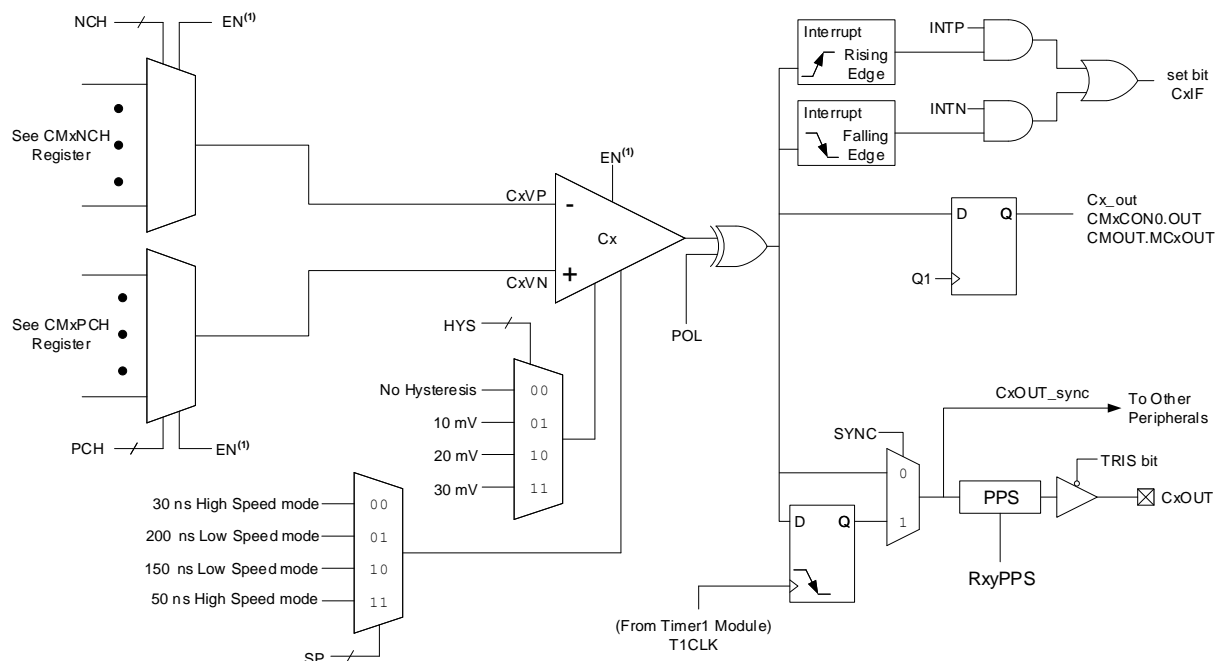 NCH
EN(1)
See CMxNCH
Register
CxVP
-
EN(1)
Cx
+
CxVN
See CMxPCH
Register
PCH
EN(1)
HYS
No Hysteresis
00
10 mV
01
20 mV
10
30 mV
11
30 ns High Speed mode
00
200 ns Low Speed mode
01
150 ns Low Speed mode
10
50 ns High Speed mode
11
SP
POL
Interrupt
Rising
Edge
INTP
Interrupt
Falling
Edge
INTN
set bit
CxIF
D
Q
Q1
Cx_out
CMxCON0.OUT
CMOUT.MCxOUT
CxOUT_sync
To Other
Peripherals
SYNC
0
1
D
Q
(From Timer1 Module)
T1CLK
PPS
RxyPPS
TRIS bit
CxOUT